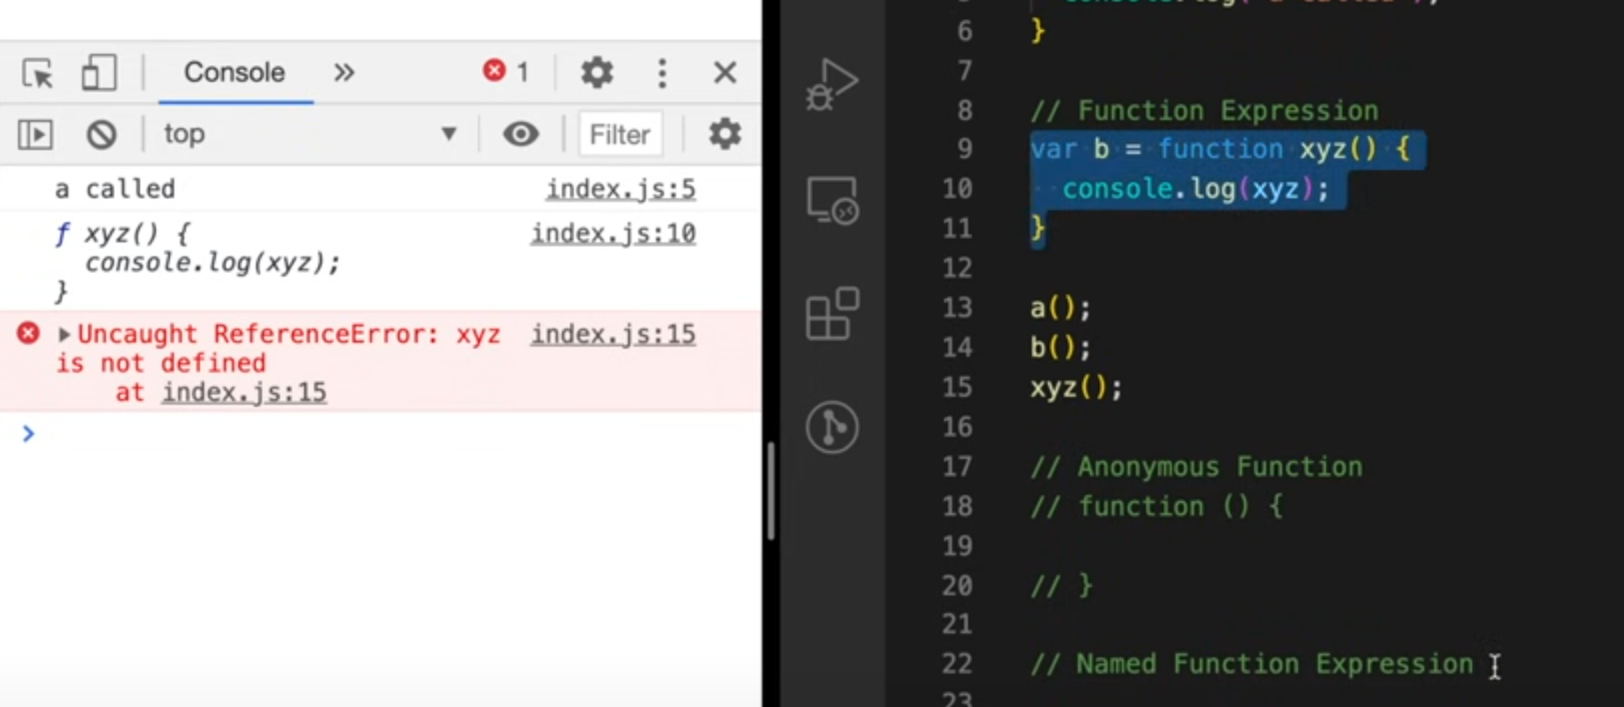 Console
1
top
Filter
a called index.js:5
f xyz() { index.js:10
console.log(xyz);
}
Uncaught ReferenceError: xyz index.js:15
is not defined
at index.js:15
6 }
7
8 // Function Expression
9 var b = function xyz() {
10 console.log(xyz);
11 }
12
13 a();
14 b();
15 xyz();
16
17 // Anonymous Function
18 // function () {
19
20 // }
21
22 // Named Function Expression
23